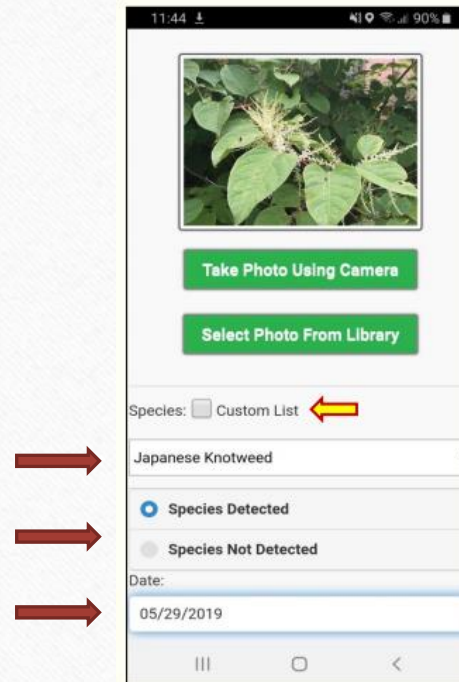 11:44 90%
Take Photo Using Camera
Select Photo From Library
Species: Custom List
Japanese Knotweed
Species Detected
Species Not Detected
Date:
05/29/2019